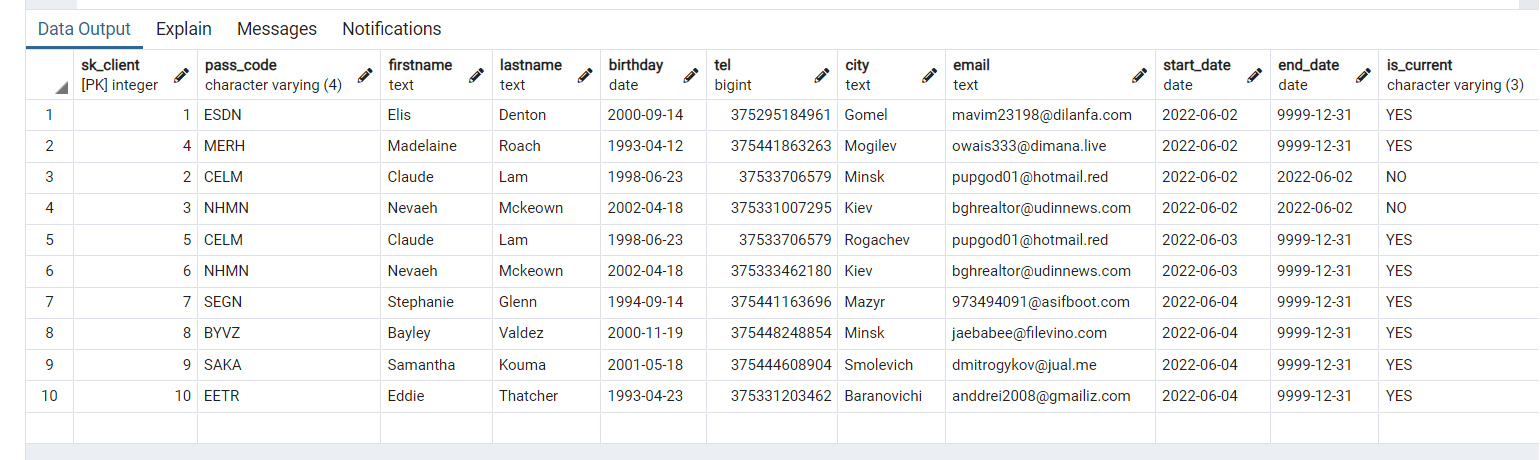 Data Output Explain Messages Notifications
sk_client pass_code firstname lastname birthday tel city email start_date end_date is_current
[PK] integer character varying (4) text text date bigint text text date date character varying (3)
1 1 ESDN Elis Denton 2000-09-14 375295184961 Gomel mavim23198@dilanfa.com 2022-06-02 9999-12-31 YES
2 4 MERH Madelaine Roach 1993-04-12 375441863263 Mogilev owais333@dimana.live 2022-06-02 9999-12-31 YES
3 2 CELM Claude Lam 1998-06-23 37533706579 Minsk pupgod01@hotmail.red 2022-06-02 2022-06-02 NO
4 3 NHMN Nevaeh Mckeown 2002-04-18 375331007295 Kiev bghrealtor@udinnews.com 2022-06-02 2022-06-02 NO
5 5 CELM Claude Lam 1998-06-23 37533706579 Rogachev pupgod01@hotmail.red 2022-06-03 9999-12-31 YES
6 6 NHMN Nevaeh Mckeown 2002-04-18 375333462180 Kiev bghrealtor@udinnews.com 2022-06-03 9999-12-31 YES
7 7 SEGN Stephanie Glenn 1994-09-14 375441163696 Mazyr 973494091@asifboot.com 2022-06-04 9999-12-31 YES
8 8 BYVZ Bayley Valdez 2000-11-19 375448248854 Minsk jaebabee@filevino.com 2022-06-04 9999-12-31 YES
9 9 SAKA Samantha Kouma 2001-05-18 375444608904 Smolevich dmitrogykov@jual.me 2022-06-04 9999-12-31 YES
10 10 EETR Eddie Thatcher 1993-04-23 375331203462 Baranovichi anddrei2008@gmailiz.com 2022-06-04 9999-12-31 YES